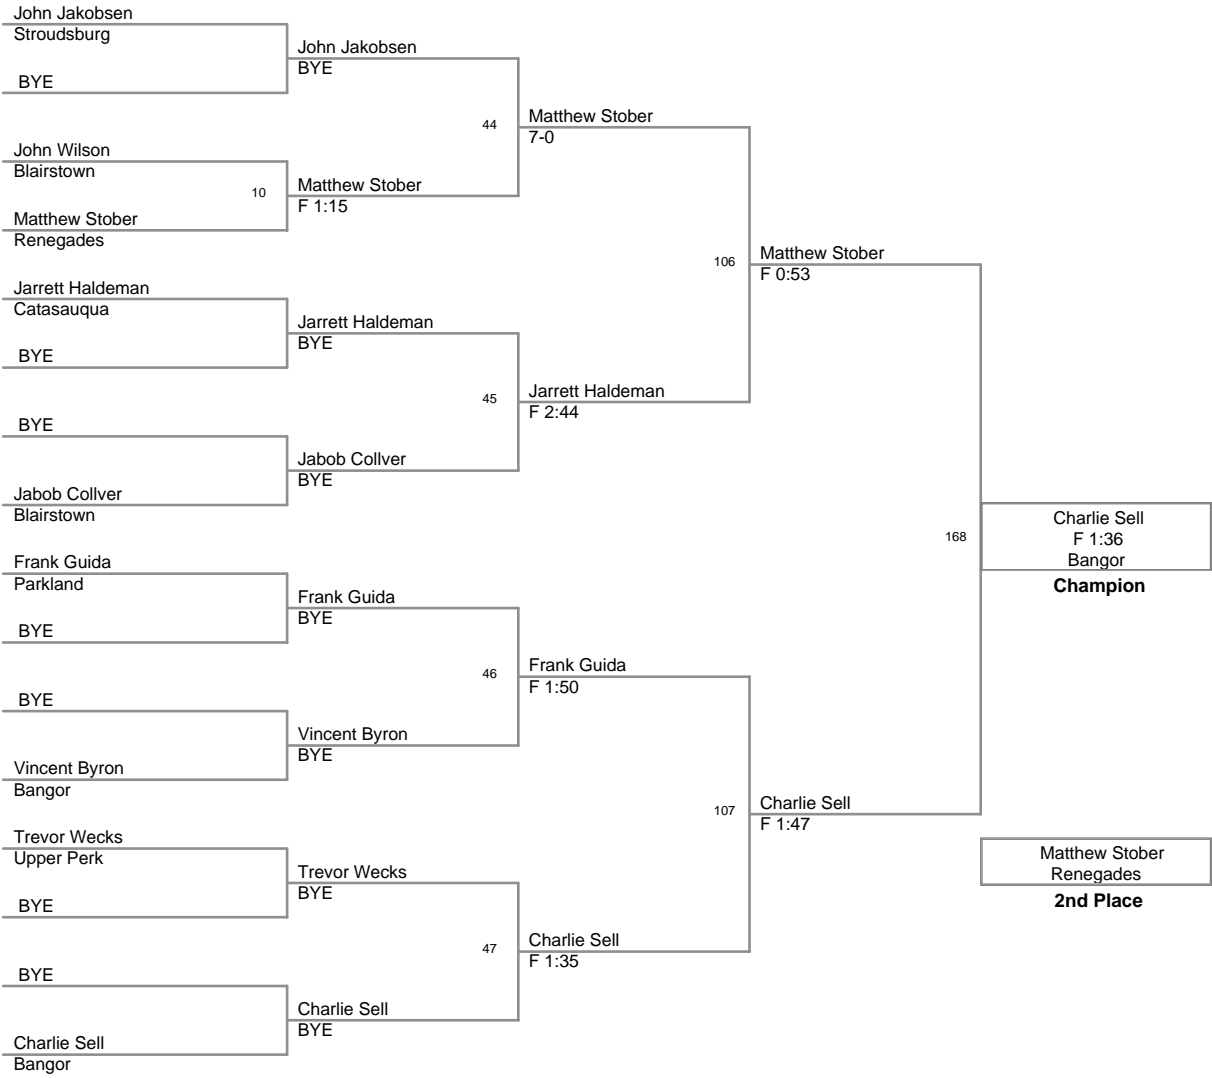 John Jakobsen
Stroudsburg
BYE
John Wilson
Blairstown
Matthew Stober
Renegades
Jarrett Haldeman
Catasauqua
BYE
BYE
Jabob Collver
Blairstown
Frank Guida
Parkland
BYE
BYE
Vincent Byron
Bangor
Trevor Wecks
Upper Perk
BYE
BYE
Charlie Sell
Bangor
10
John Jakobsen
BYE
Matthew Stober
F 1:15
Jarrett Haldeman
BYE
Jabob Collver
BYE
Frank Guida
BYE
Vincent Byron
BYE
Trevor Wecks
BYE
Charlie Sell
BYE
44
45
46
47
Matthew Stober
7-0
Jarrett Haldeman
F 2:44
Frank Guida
F 1:50
Charlie Sell
F 1:35
106
107
Matthew Stober
F 0:53
Charlie Sell
F 1:47
168
Charlie Sell
F 1:36
Bangor
Champion
Matthew Stober
Renegades
2nd Place